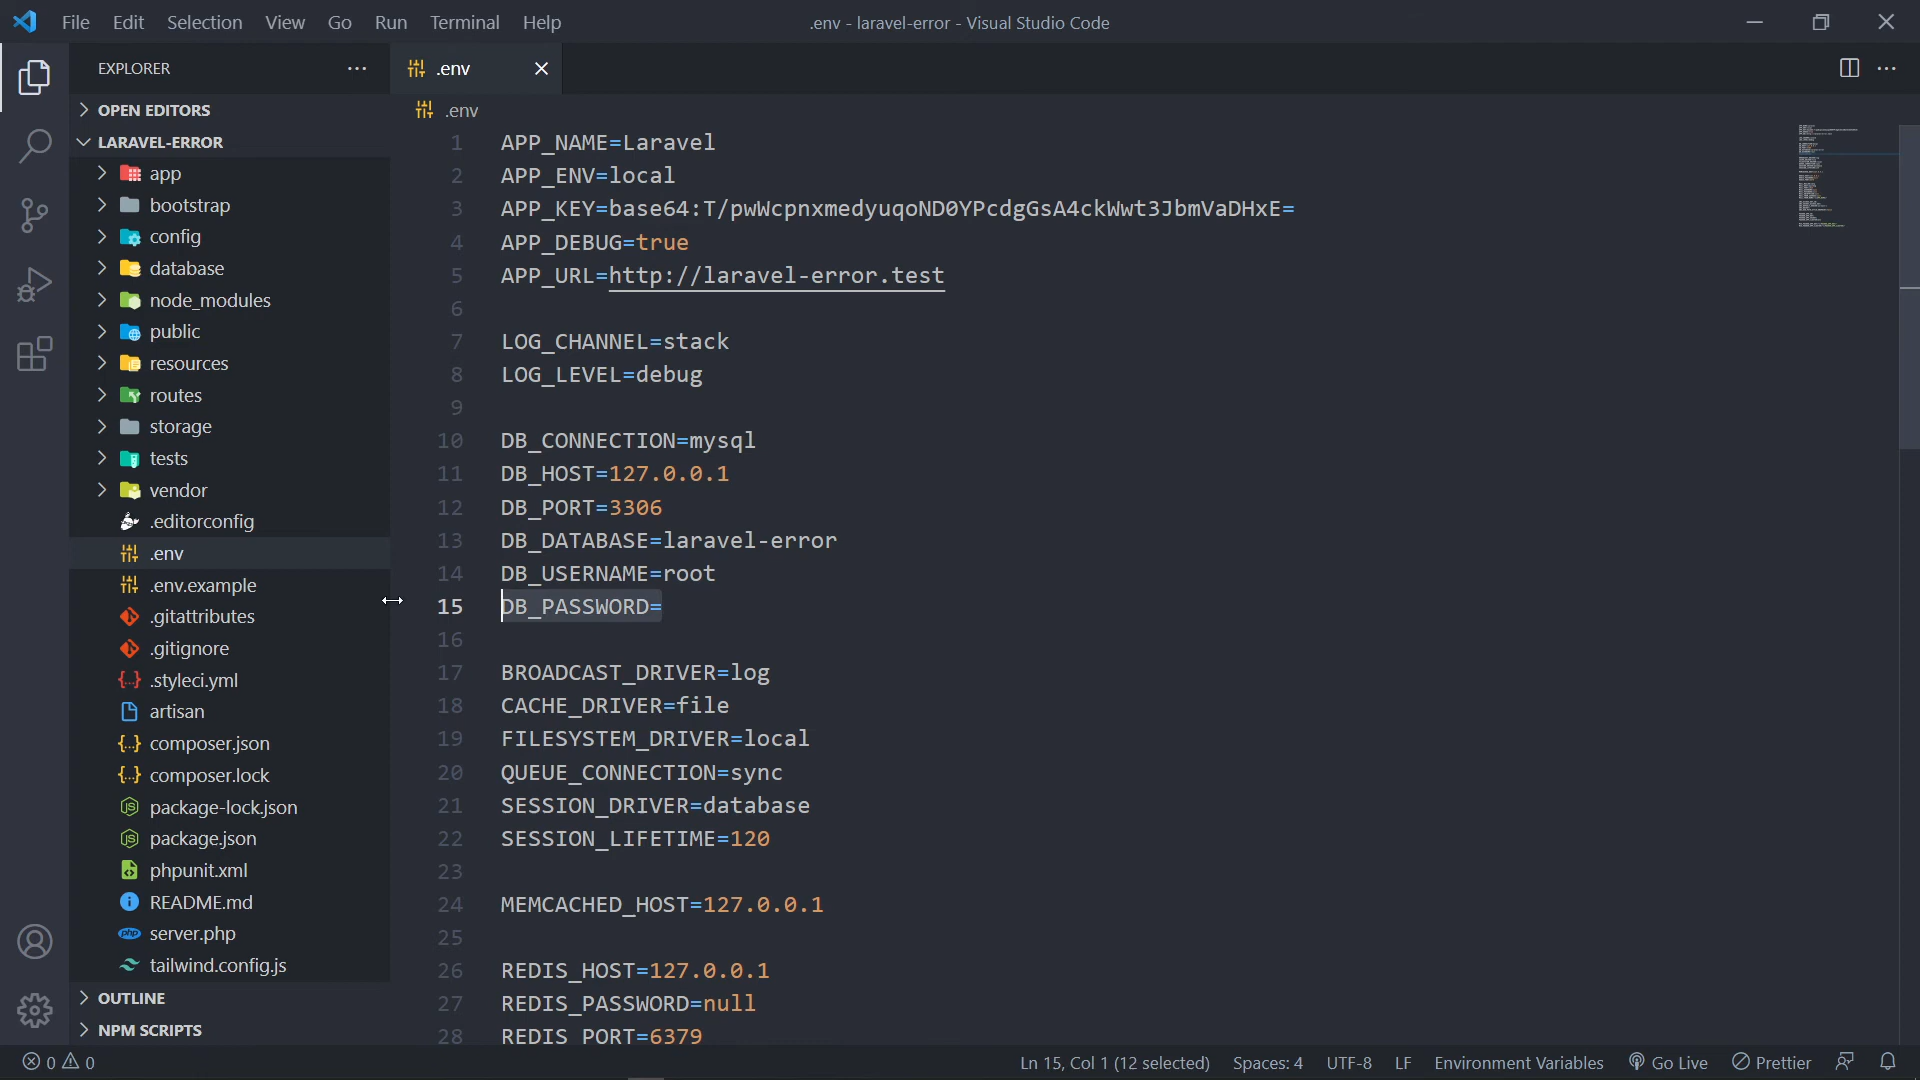 File Edit Selection View Go Run Terminal Help
.env - laravel-error - Visual Studio Code
EXPLORER
.env
OPEN EDITORS
.env
LARAVEL-ERROR
app
bootstrap
config
database
node_modules
public
resources
routes
storage
tests
vendor
.editorconfig
.env
.env.example
.gitattributes
.gitignore
.styleci.yml
artisan
composer.json
composer.lock
package-lock.json
package.json
phpunit.xml
README.md
server.php
tailwind.config.js
OUTLINE
NPM SCRIPTS
1 APP_NAME=Laravel
2 APP_ENV=local
3 APP_KEY=base64:T/pwWcpnxmedyuqoND0YPcdgGsA4ckWwt3JbmVaDHxE=
4 APP_DEBUG=true
5 APP_URL=http://laravel-error.test
6
7 LOG_CHANNEL=stack
8 LOG_LEVEL=debug
9
10 DB_CONNECTION=mysql
11 DB_HOST=127.0.0.1
12 DB_PORT=3306
13 DB_DATABASE=laravel-error
14 DB_USERNAME=root
15 DB_PASSWORD=
16
17 BROADCAST_DRIVER=log
18 CACHE_DRIVER=file
19 FILESYSTEM_DRIVER=local
20 QUEUE_CONNECTION=sync
21 SESSION_DRIVER=database
22 SESSION_LIFETIME=120
23
24 MEMCACHED_HOST=127.0.0.1
25
26 REDIS_HOST=127.0.0.1
27 REDIS_PASSWORD=null
28 REDIS_PORT=6379
0 0
Ln 15, Col 1 (12 selected) Spaces: 4 UTF-8 LF Environment Variables Go Live Prettier